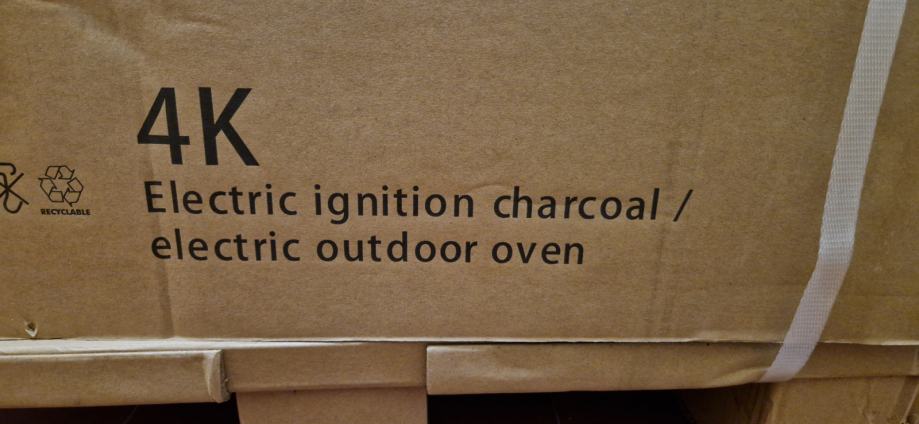 4K
RECYCLABLE
Electric ignition charcoal /
electric outdoor oven